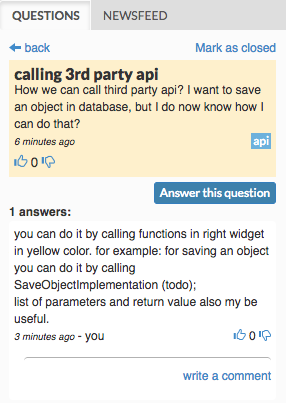 QUESTIONS NEWSFEED
back Mark as closed
calling 3rd party api
How we can call third party api? I want to save
an object in database, but I do now know how I
can do that?
6 minutes ago api
0
Answer this question
1 answers:
you can do it by calling functions in right widget
in yellow color. for example: for saving an object
you can do it by calling
SaveObjectImplementation (todo);
list of parameters and return value also my be
useful.
3 minutes ago - you 0
write a comment